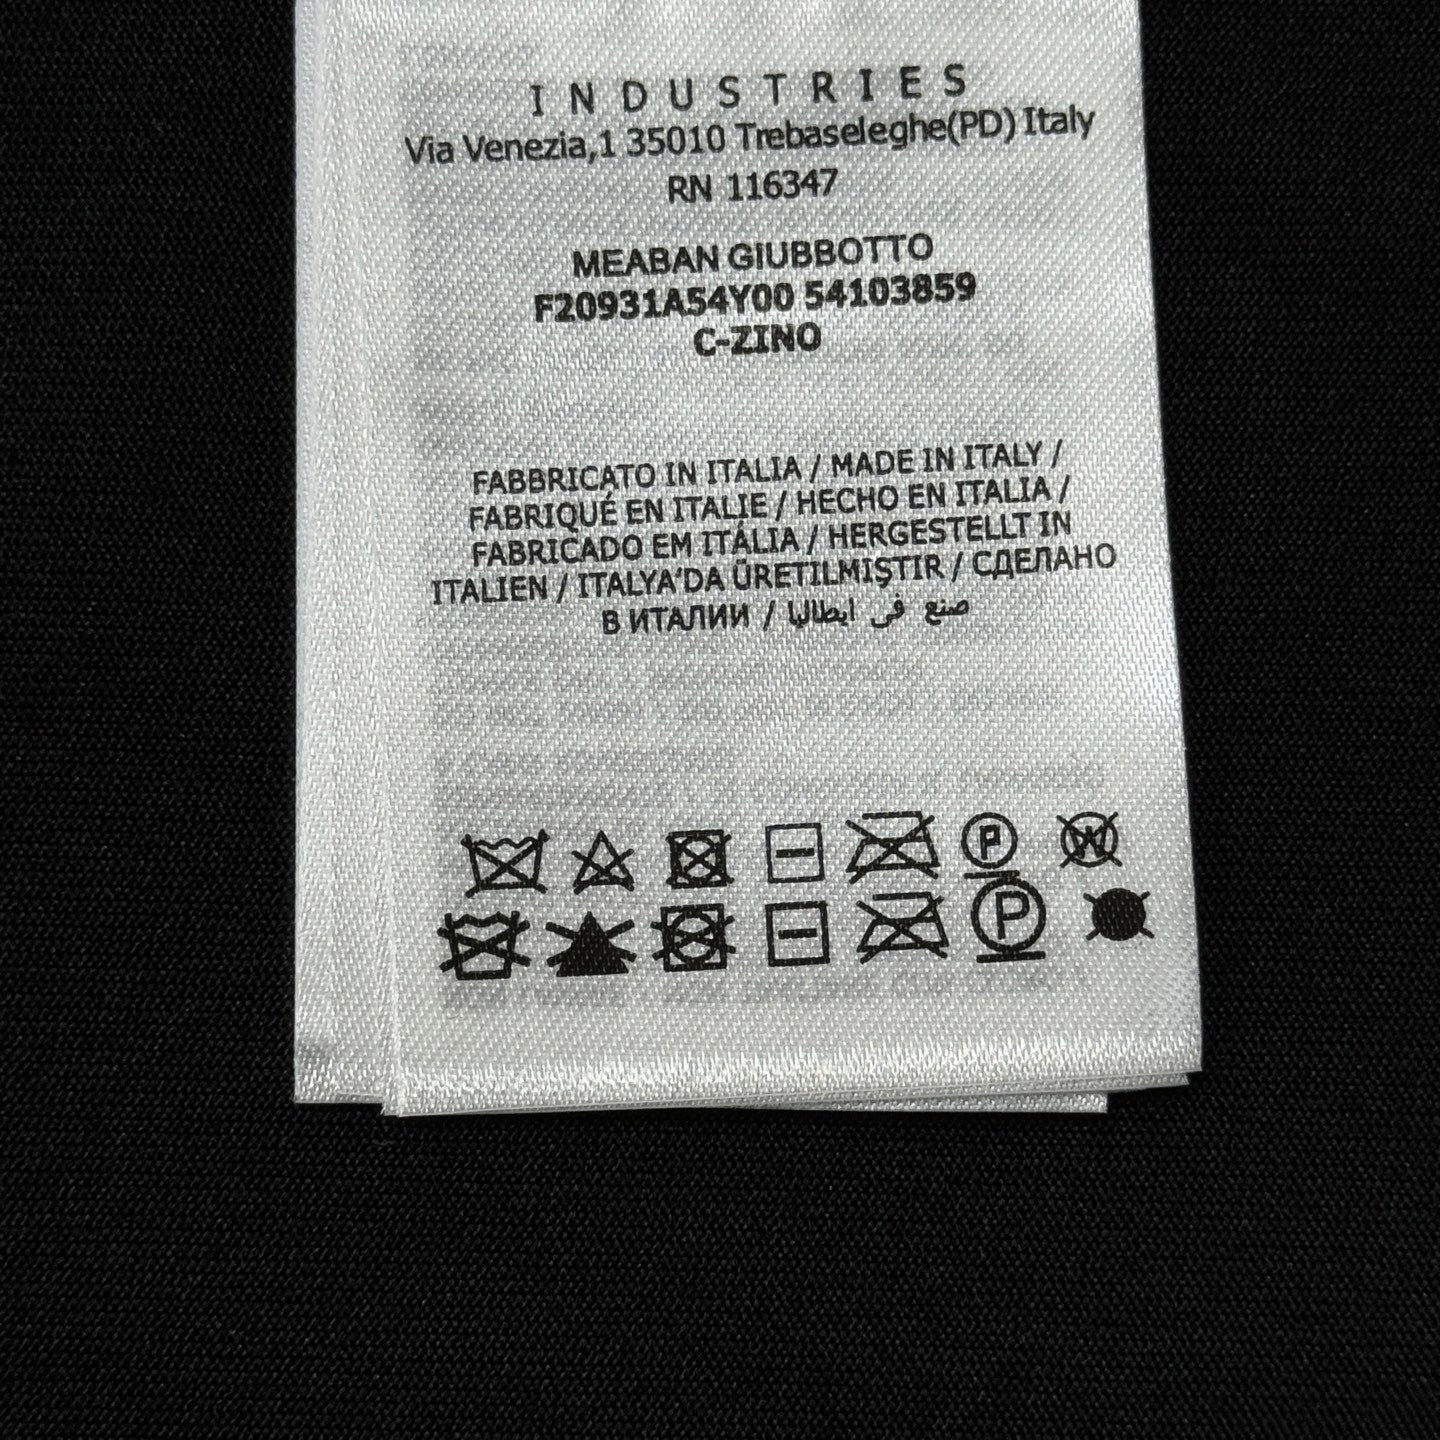 INDUSTRIES
Via Venezia,1 35010 Trebaseleghe(PD) Italy
RN 116347
MEABAN GIUBBOTTO
F20931A54Y00 54103859
C-ZINO
FABBRICATO IN ITALIA / MADE IN ITALY /
FABRIQUÉ EN ITALIE / HECHO EN ITALIA /
FABRICADO EM ITÁLIA / HERGESTELLT IN
ITALIEN / ITALYA'DA ÜRETILMIŞTIR / СДЕЛАНО
В ИТАЛИИ / صنع في ايطاليا
P W
P